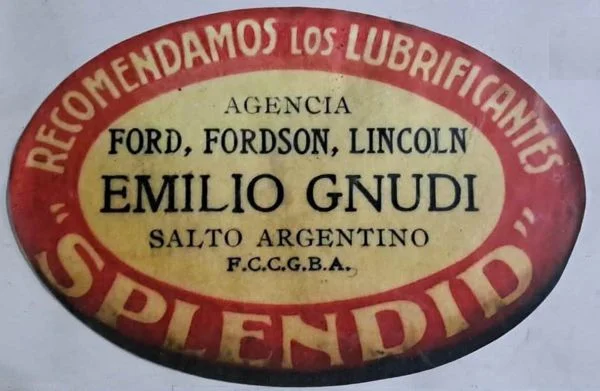 RECOMENDAMOS LOS LUBRIFICANTES
AGENCIA
FORD, FORDSON, LINCOLN
EMILIO GNUDI
SALTO ARGENTINO
F.C.C.G.B.A.
"SPLENDID"